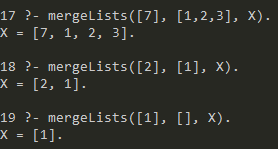 17 ?- mergeLists([7], [1,2,3], X).
X = [7, 1, 2, 3].
18 ?- mergeLists([2], [1], X).
X = [2, 1].
19 ?- mergeLists([1], [], X).
X = [1].